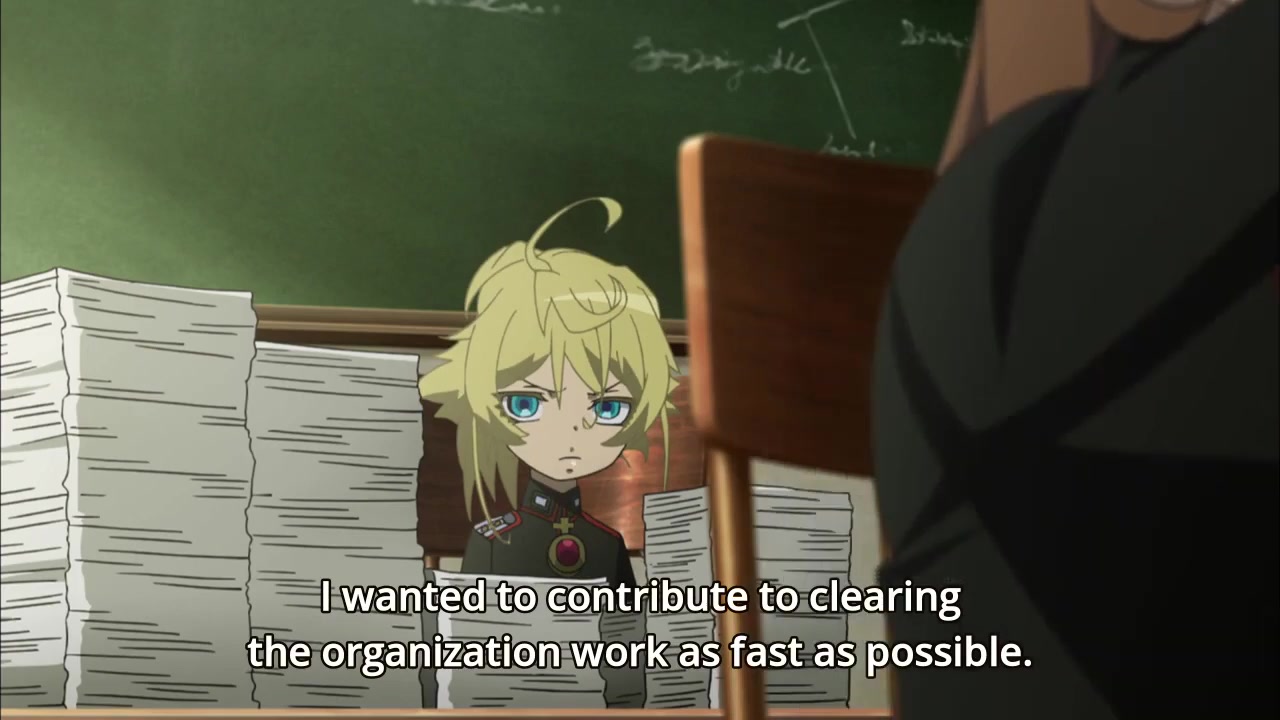 I wanted to contribute to clearing
the organization work as fast as possible.